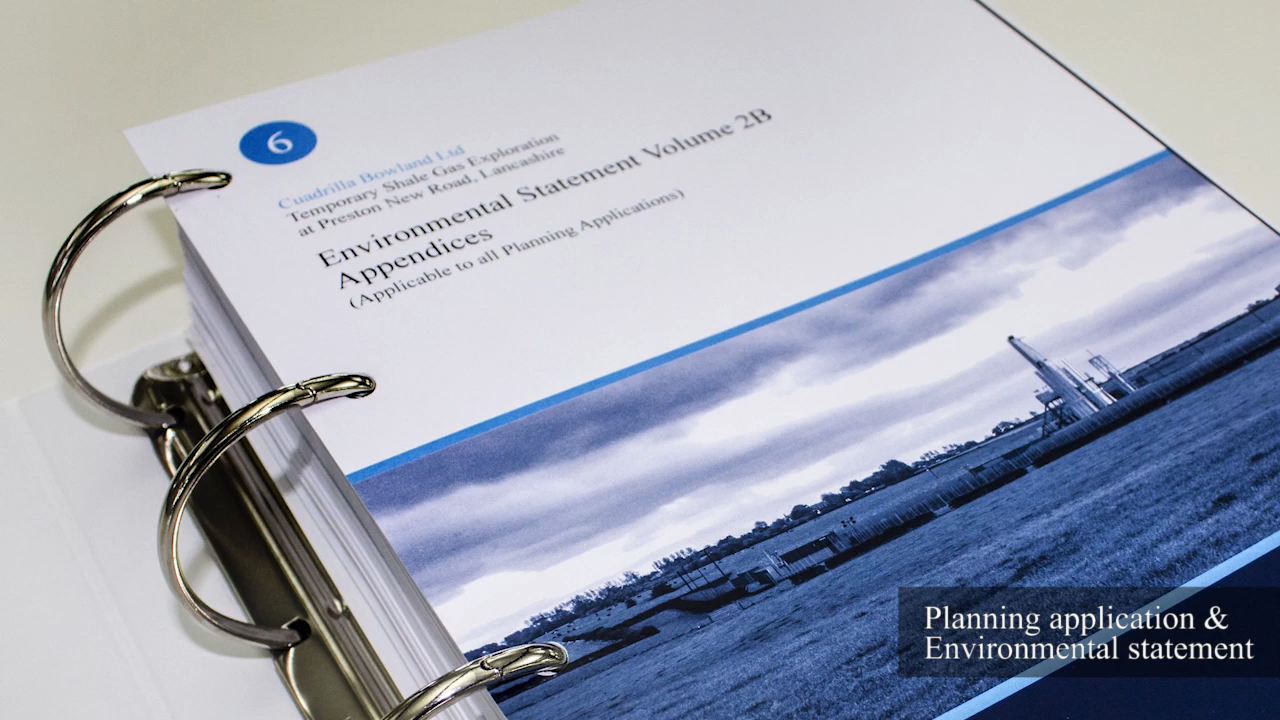 6
Cuadrilla Bowland Ltd
Temporary Shale Gas Exploration
at Preston New Road, Lancashire
Environmental Statement Volume 2B
Appendices
(Applicable to all Planning Applications)
Planning application &
Environmental statement